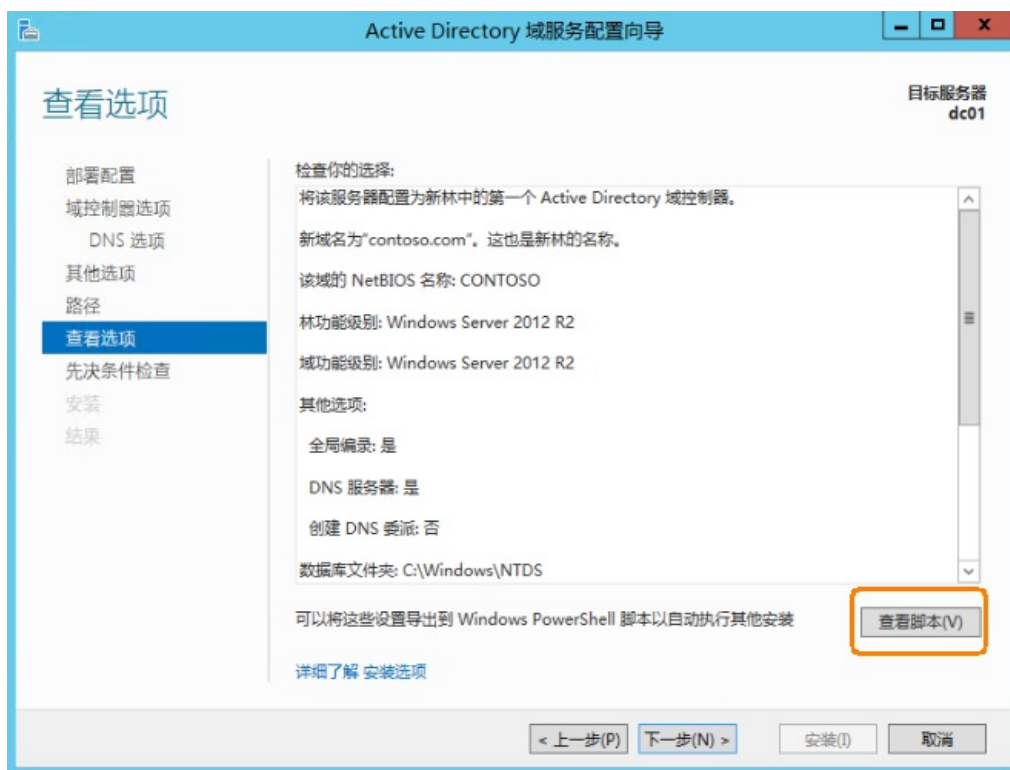 Active Directory 域服务配置向导
查看选项
目标服务器
dc01
部署配置
域控制器选项
DNS 选项
其他选项
路径
查看选项
先决条件检查
安装
结果
检查你的选择:
将该服务器配置为新林中的第一个 Active Directory 域控制器。
新域名为"contoso.com"。这也是新林的名称。
该域的 NetBIOS 名称: CONTOSO
林功能级别: Windows Server 2012 R2
域功能级别: Windows Server 2012 R2
其他选项:
全局编录: 是
DNS 服务器: 是
创建 DNS 委派: 否
数据库文件夹: C:\Windows\NTDS
可以将这些设置导出到 Windows PowerShell 脚本以自动执行其他安装
查看脚本(V)
详细了解 安装选项
< 上一步(P)
下一步(N) >
安装(I)
取消